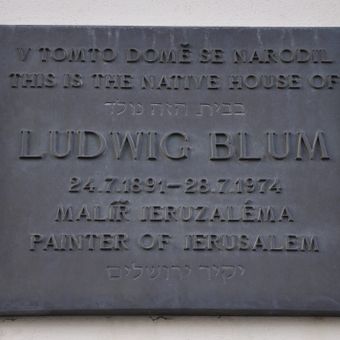 V TOMTO DOMĚ SE NARODIL
THIS IS THE NATIVE HOUSE OF
בבית הזה נולד
LUDWIG BLUM
24.7.1891–28.7.1974
MALÍŘ JERUZALÉMA
PAINTER OF JERUSALEM
יקיר ירושלים